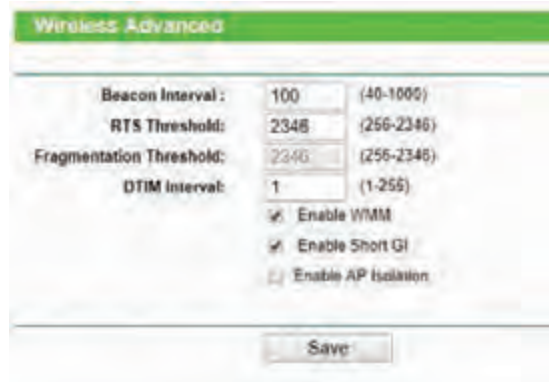 Wireless Advanced
Beacon Interval : 100 (40-1000)
RTS Threshold: 2346 (256-2346)
Fragmentation Threshold: 2346 (256-2346)
DTIM Interval: 1 (1-255)
Enable WMM
Enable Short GI
Enable AP Isolation
Save